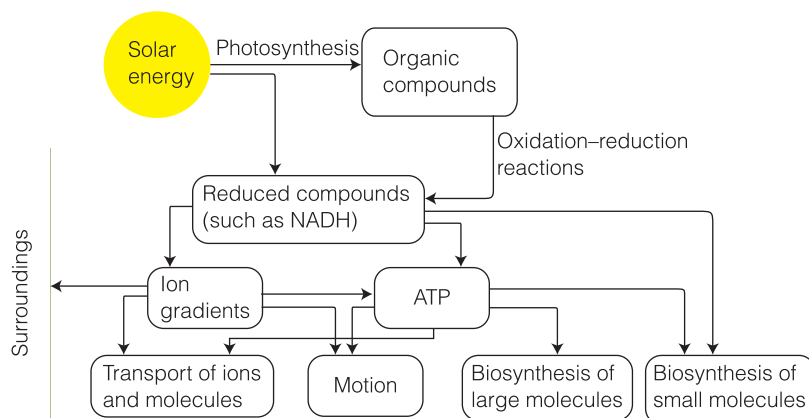 Solar
energy
Photosynthesis
Organic
compounds
Oxidation–reduction
reactions
Reduced compounds
(such as NADH)
Surroundings
Ion
gradients
ATP
Transport of ions
and molecules
Motion
Biosynthesis of
large molecules
Biosynthesis of
small molecules